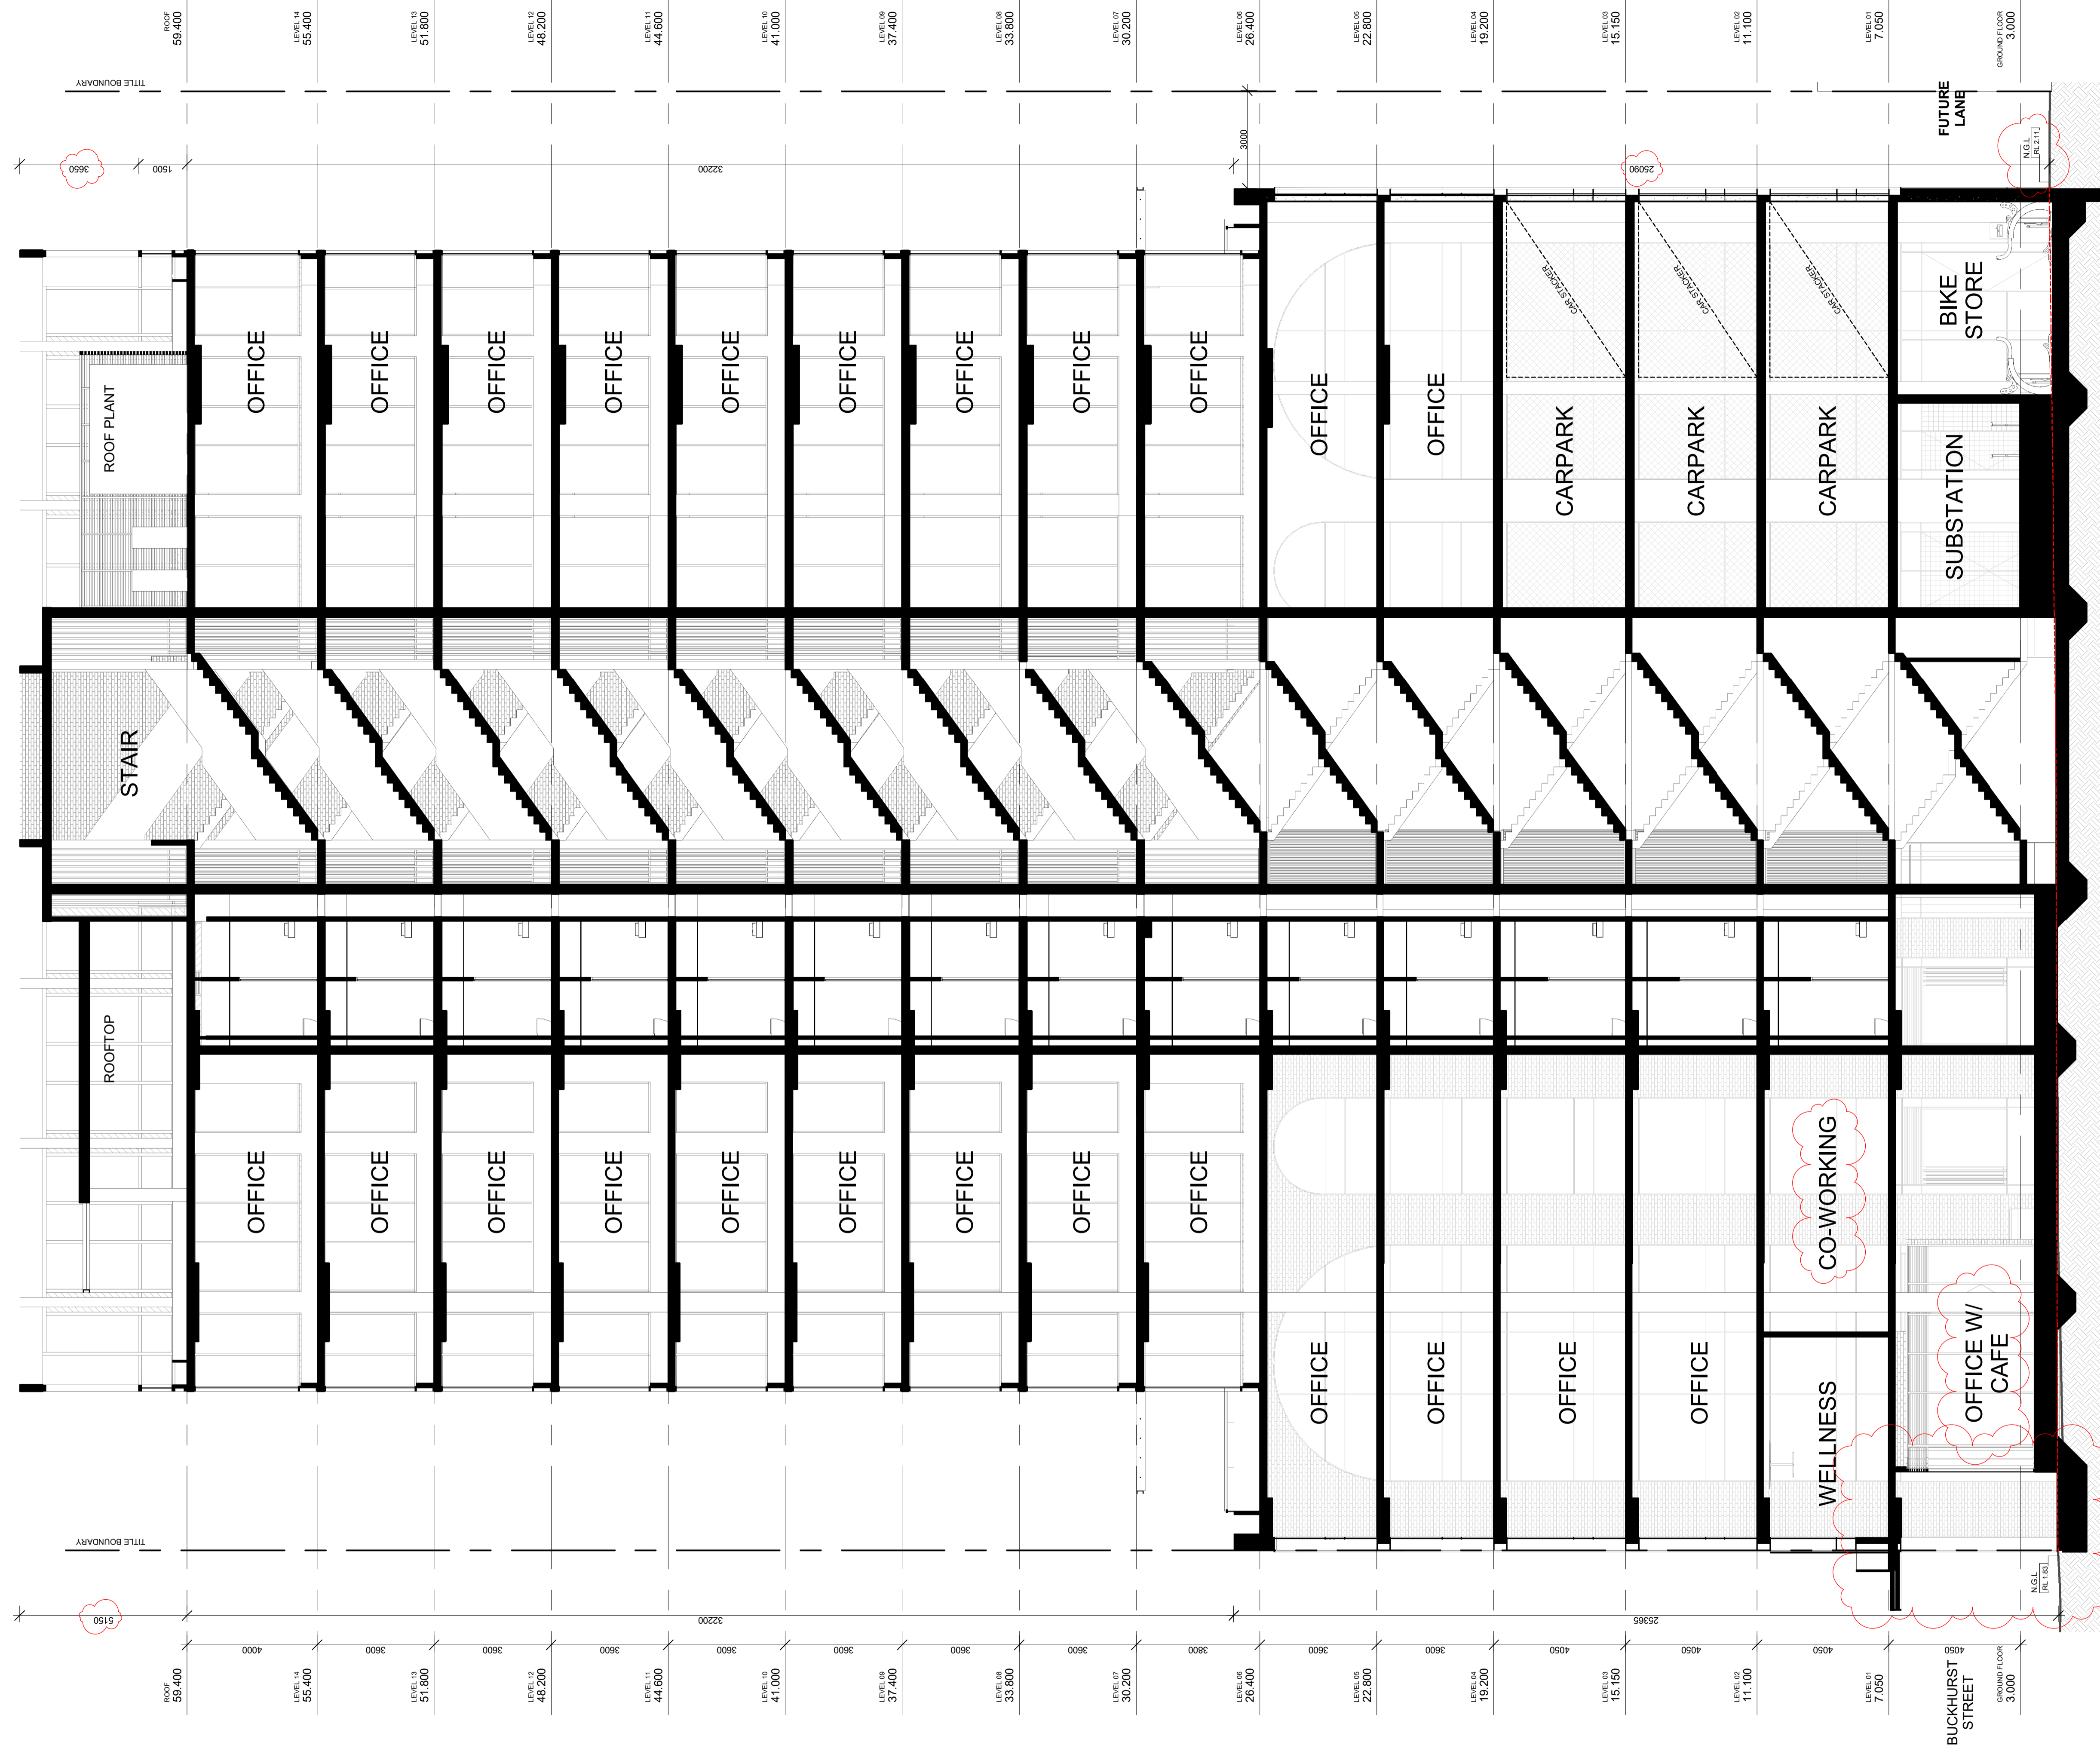 TITLE BOUNDARY
TITLE BOUNDARY
5150
3650
1500
ROOFTOP
STAIR
ROOF PLANT
ROOF
59.400
ROOF
59.400
4000
OFFICE
OFFICE
LEVEL 14
55.400
LEVEL 14
55.400
3600
OFFICE
OFFICE
LEVEL 13
51.800
LEVEL 13
51.800
3600
OFFICE
OFFICE
LEVEL 12
48.200
LEVEL 12
48.200
3600
OFFICE
OFFICE
LEVEL 11
44.600
LEVEL 11
44.600
3600
32200
OFFICE
OFFICE
32200
LEVEL 10
41.000
LEVEL 10
41.000
3600
OFFICE
OFFICE
LEVEL 09
37.400
LEVEL 09
37.400
3600
OFFICE
OFFICE
LEVEL 08
33.800
LEVEL 08
33.800
3600
OFFICE
OFFICE
LEVEL 07
30.200
LEVEL 07
30.200
3800
OFFICE
OFFICE
3000
LEVEL 06
26.400
LEVEL 06
26.400
3600
OFFICE
OFFICE
LEVEL 05
22.800
LEVEL 05
22.800
3600
OFFICE
OFFICE
LEVEL 04
19.200
LEVEL 04
19.200
4050
OFFICE
CARPARK
CAR STACKER
LEVEL 03
15.150
LEVEL 03
15.150
25365
25090
4050
OFFICE
CARPARK
CAR STACKER
LEVEL 02
11.100
LEVEL 02
11.100
4050
WELLNESS
CO-WORKING
CARPARK
CAR STACKER
LEVEL 01
7.050
LEVEL 01
7.050
4050
OFFICE W/
CAFE
SUBSTATION
BIKE
STORE
FUTURE
LANE
BUCKHURST
STREET
GROUND FLOOR
3.000
GROUND FLOOR
3.000
N.G.L
RL 1.83
N.G.L
RL 2.11